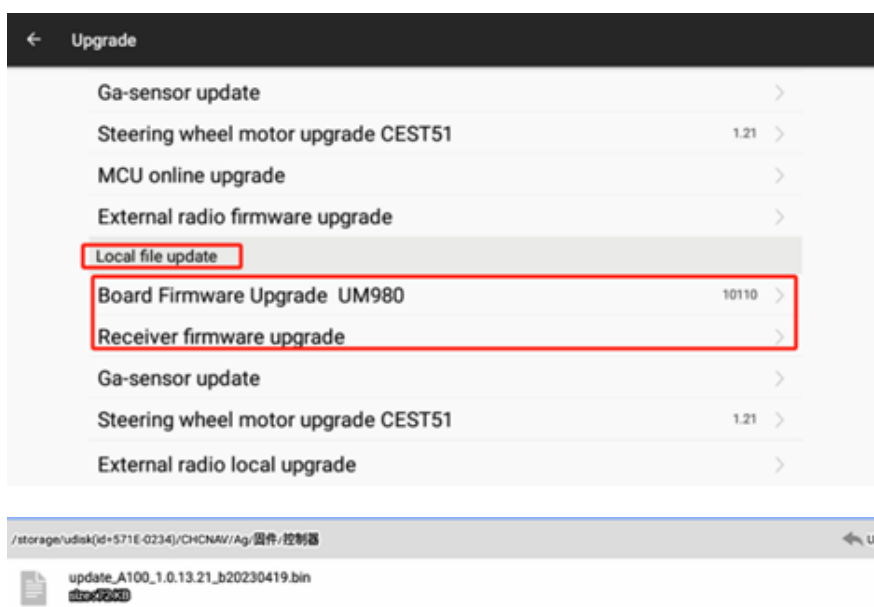 Upgrade
Ga-sensor update
Steering wheel motor upgrade CEST51 1.21
MCU online upgrade
External radio firmware upgrade
Local file update
Board Firmware Upgrade UM980 10110
Receiver firmware upgrade
Ga-sensor update
Steering wheel motor upgrade CEST51 1.21
External radio local upgrade
/storage/udisk(id=571E-0234)/CHCNAV/Ag/固件/控制器 U
update_A100_1.0.13.21_b20230419.bin
size:72KB